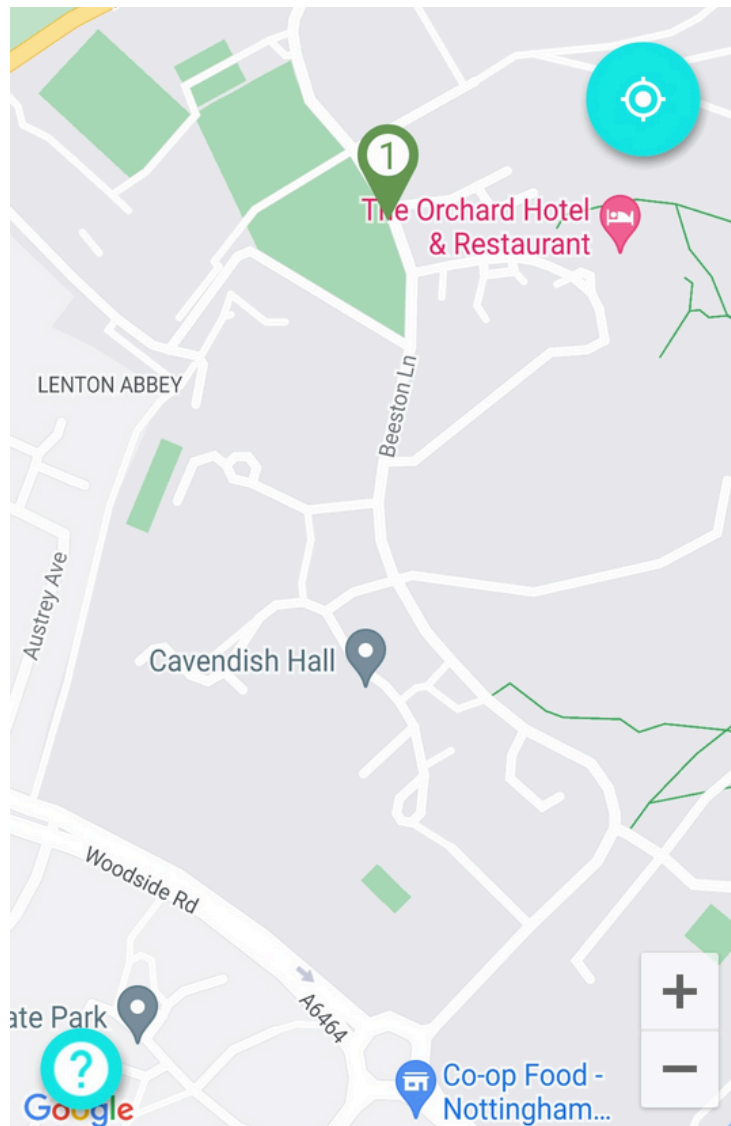 1
The Orchard Hotel
& Restaurant
Beeston Ln
LENTON ABBEY
Austrey Ave
Cavendish Hall
Woodside Rd
A6464
ate Park
+
−
?
Google
Co-op Food -
Nottingham...